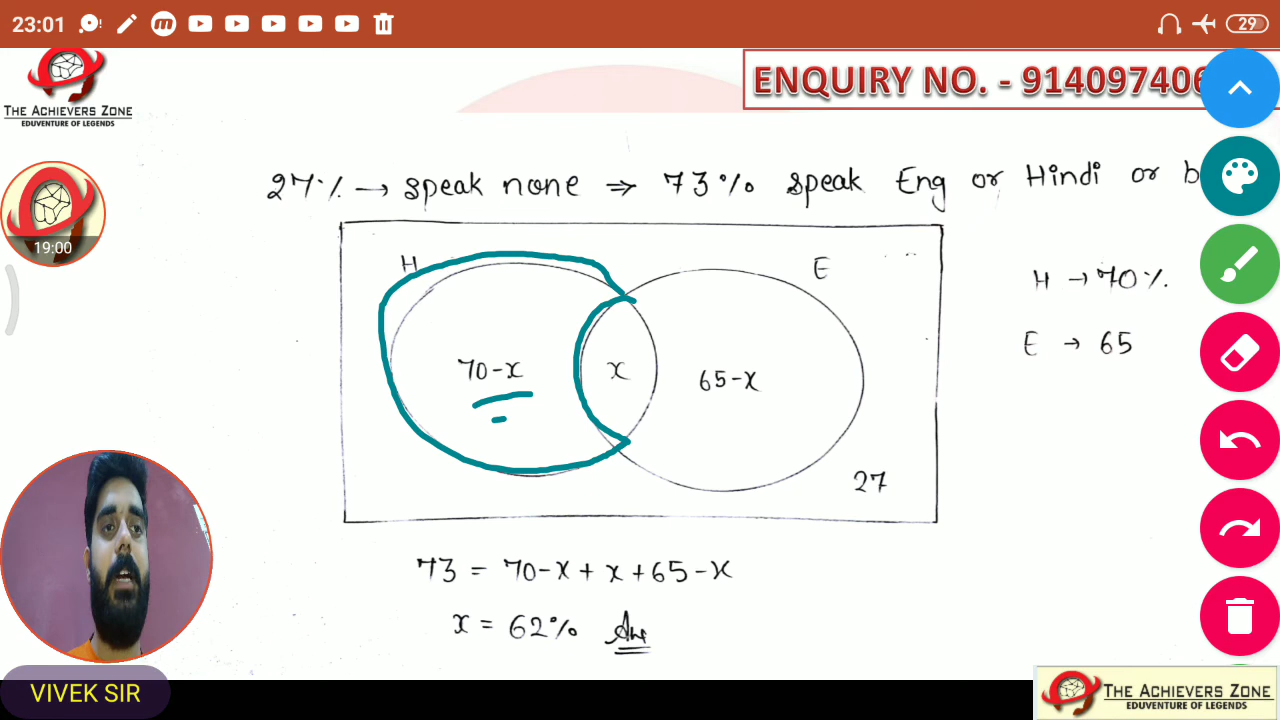 23:01
29
THE ACHIEVERS ZONE
EDUVENTURE OF LEGENDS
ENQUIRY NO. - 914097406
27% → speak none ⇒ 73% speak Eng or Hindi or b
19:00
H
E
H → 70%
E → 65
70-x
x
65-x
27
73 = 70-x + x + 65-x
x = 62% Ans
VIVEK SIR
THE ACHIEVERS ZONE
EDUVENTURE OF LEGENDS